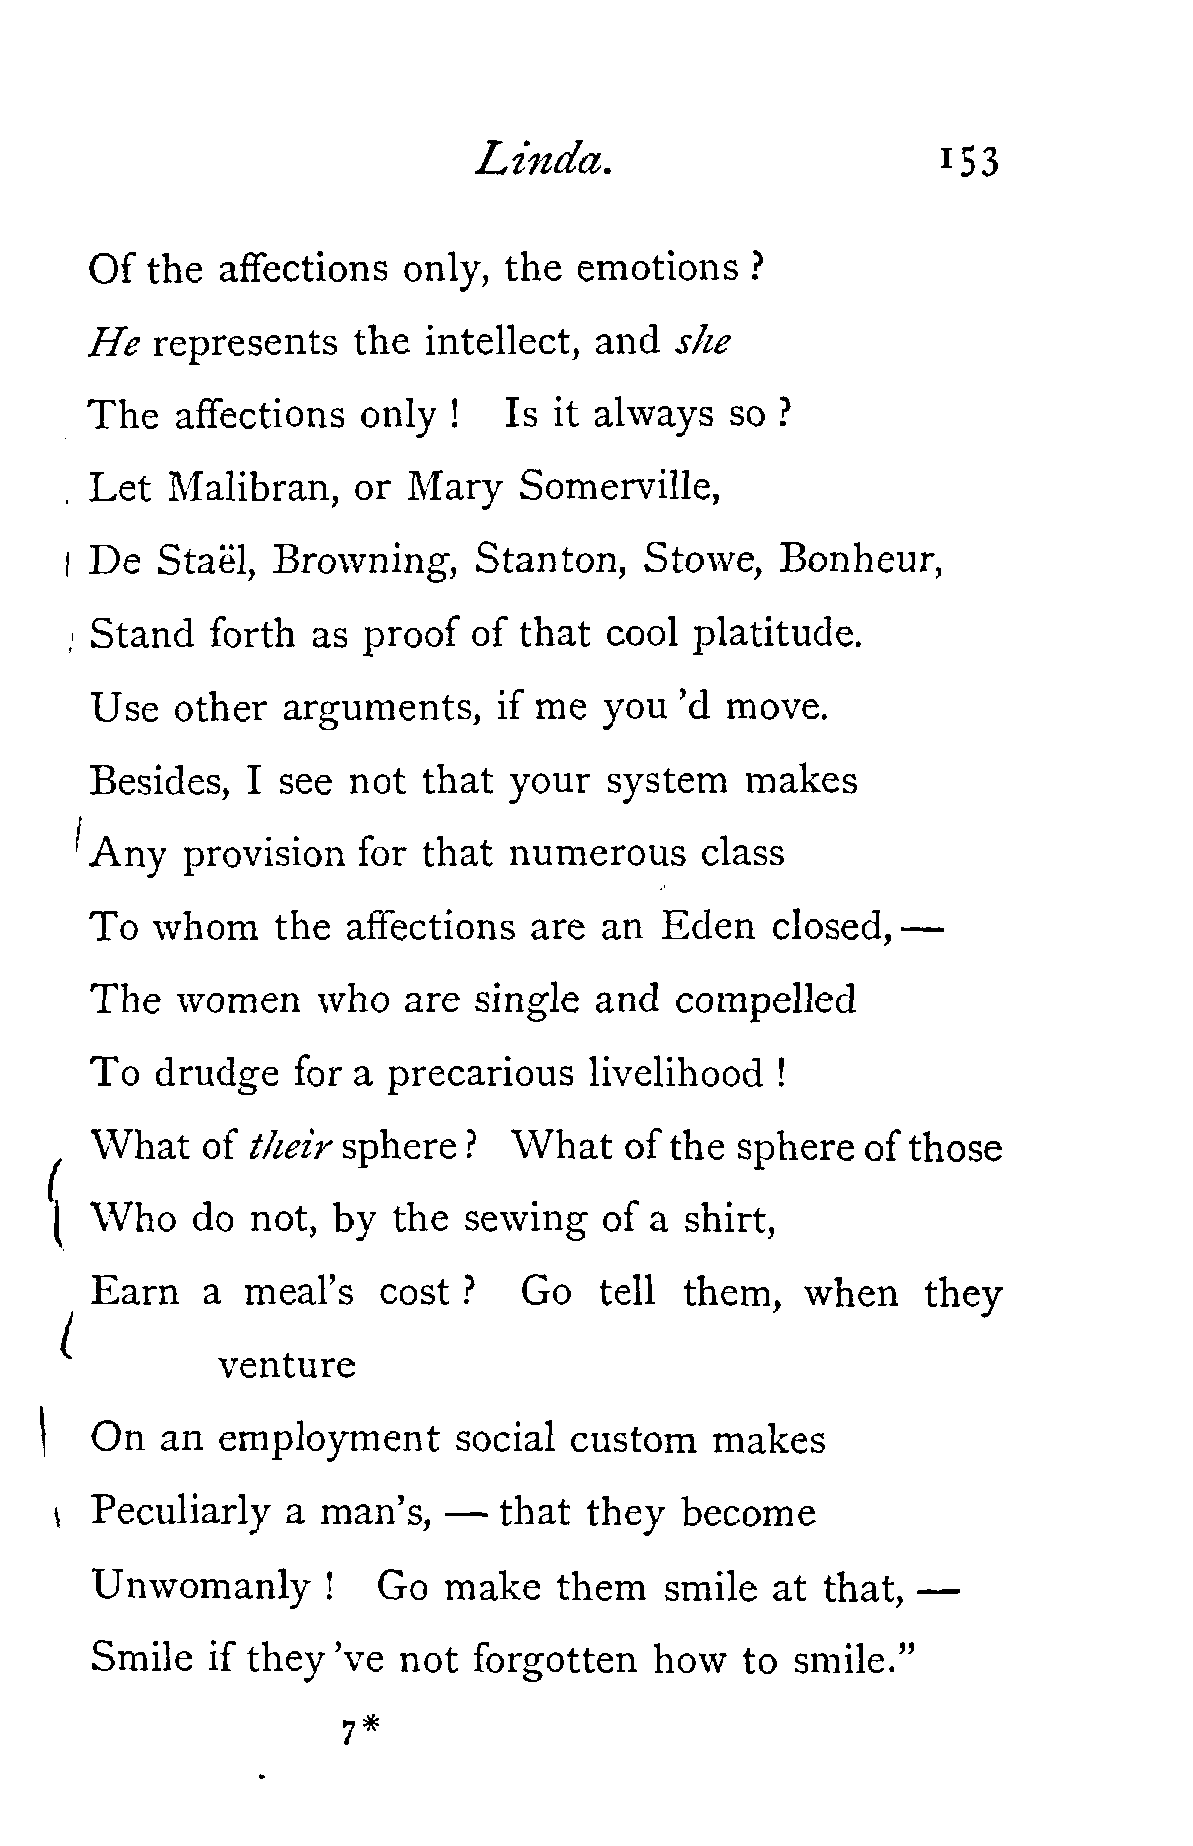 Linda. 153
Of the affections only, the emotions ?
He represents the intellect, and she
The affections only ! Is it always so ?
Let Malibran, or Mary Somerville,
De Staël, Browning, Stanton, Stowe, Bonheur,
Stand forth as proof of that cool platitude.
Use other arguments, if me you 'd move.
Besides, I see not that your system makes
Any provision for that numerous class
To whom the affections are an Eden closed, —
The women who are single and compelled
To drudge for a precarious livelihood !
What of their sphere ? What of the sphere of those
Who do not, by the sewing of a shirt,
Earn a meal's cost ? Go tell them, when they
venture
On an employment social custom makes
Peculiarly a man's, — that they become
Unwomanly ! Go make them smile at that, —
Smile if they 've not forgotten how to smile."
7*